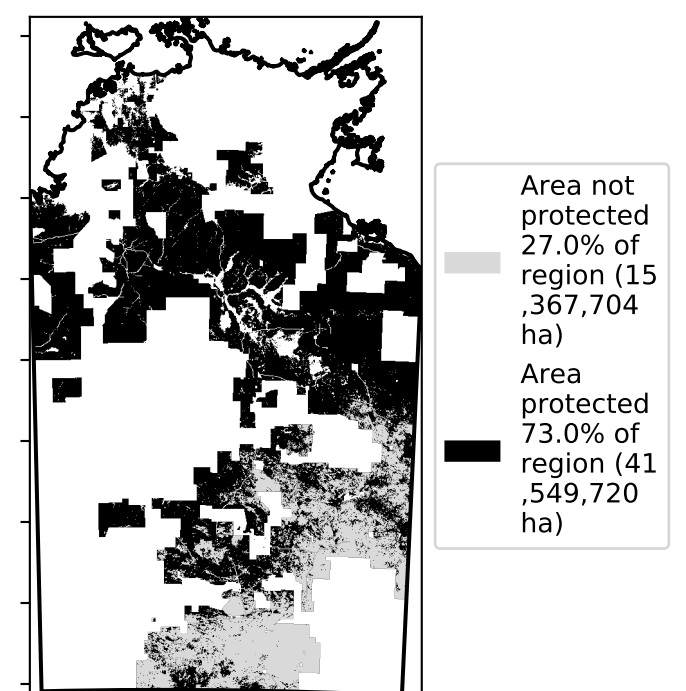 Area not
protected
27.0% of
region (15
,367,704
ha)
Area
protected
73.0% of
region (41
,549,720
ha)